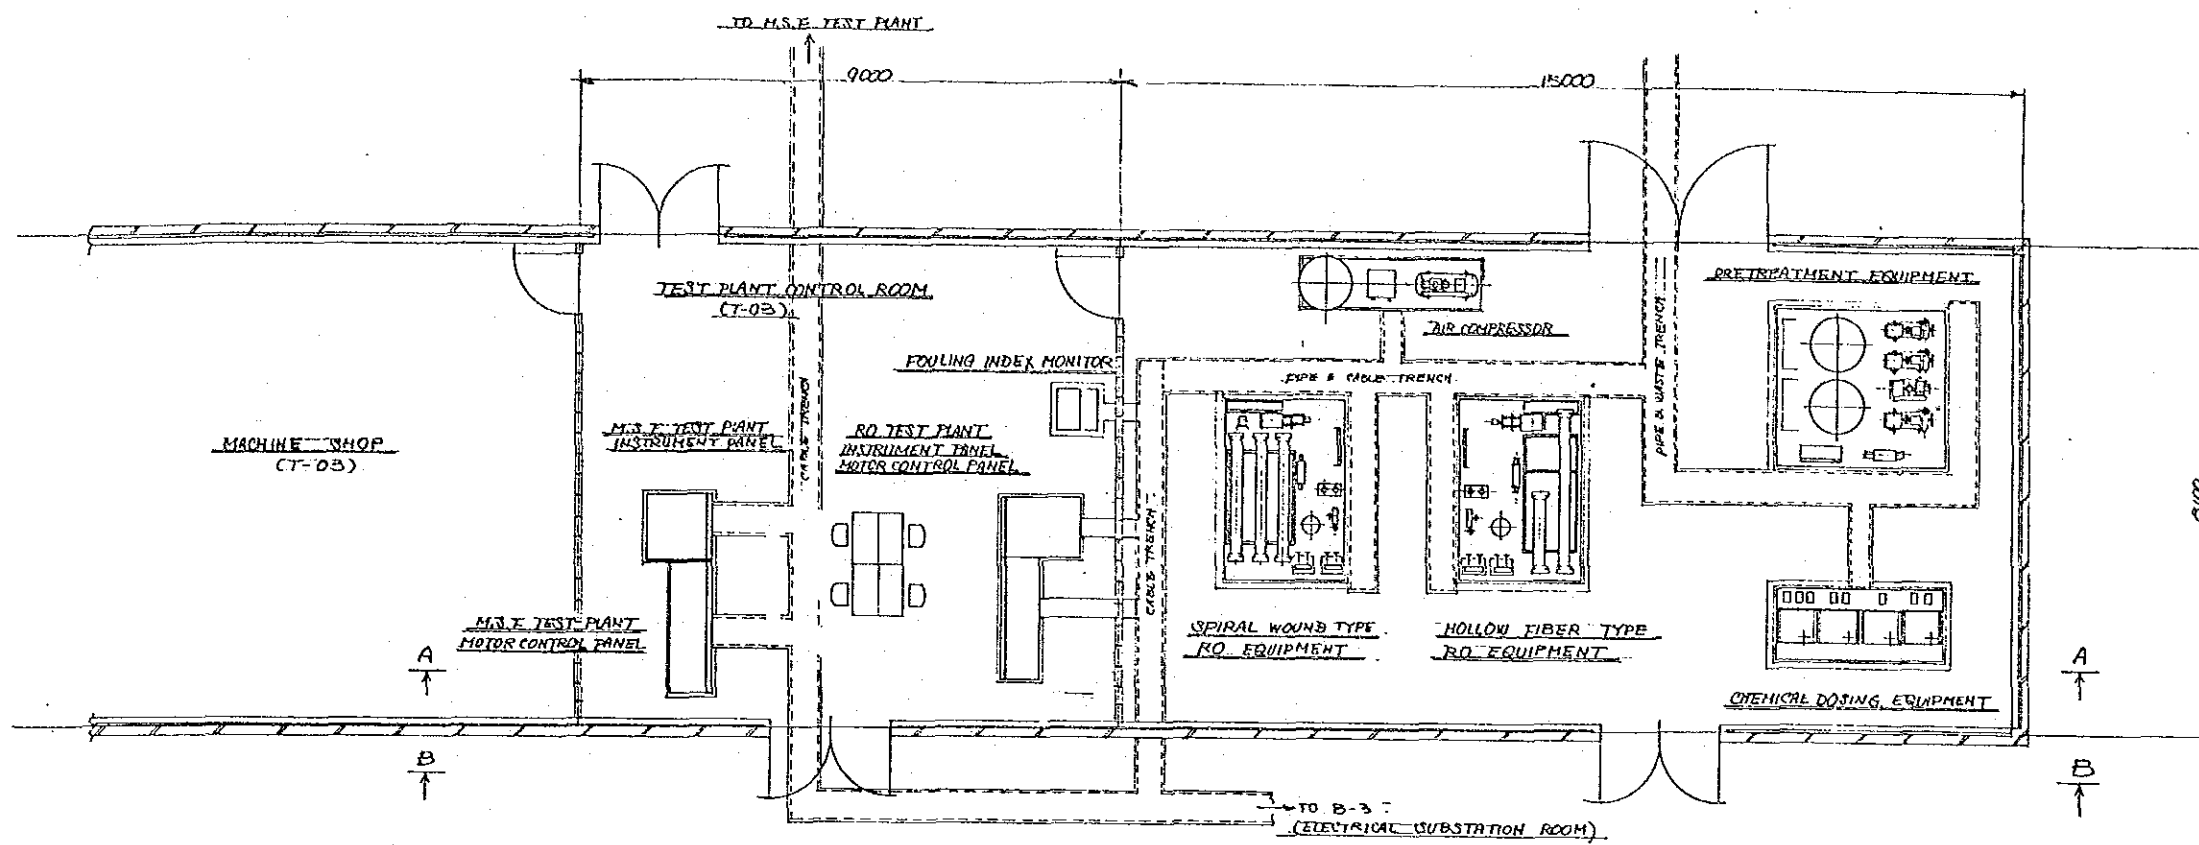 TO M.S.F. TEST PLANT
9000
15000
TEST PLANT CONTROL ROOM
(T-03)
PRETREATMENT EQUIPMENT
AIR COMPRESSOR
FOULING INDEX MONITOR
PIPE & CABLE TRENCH
PIPE & WASTE TRENCH
CABLE TRENCH
M.S.F. TEST PLANT
INSTRUMENT PANEL
RO TEST PLANT
INSTRUMENT PANEL
MOTOR CONTROL PANEL
MACHINE SHOP
(T-03)
8100
CABLE TRENCH
M.S.F. TEST PLANT
MOTOR CONTROL PANEL
SPIRAL WOUND TYPE
RO EQUIPMENT
HOLLOW FIBER TYPE
RO EQUIPMENT
A
A
CHEMICAL DOSING EQUIPMENT
B
B
TO B-3
(ELECTRICAL SUBSTATION ROOM)